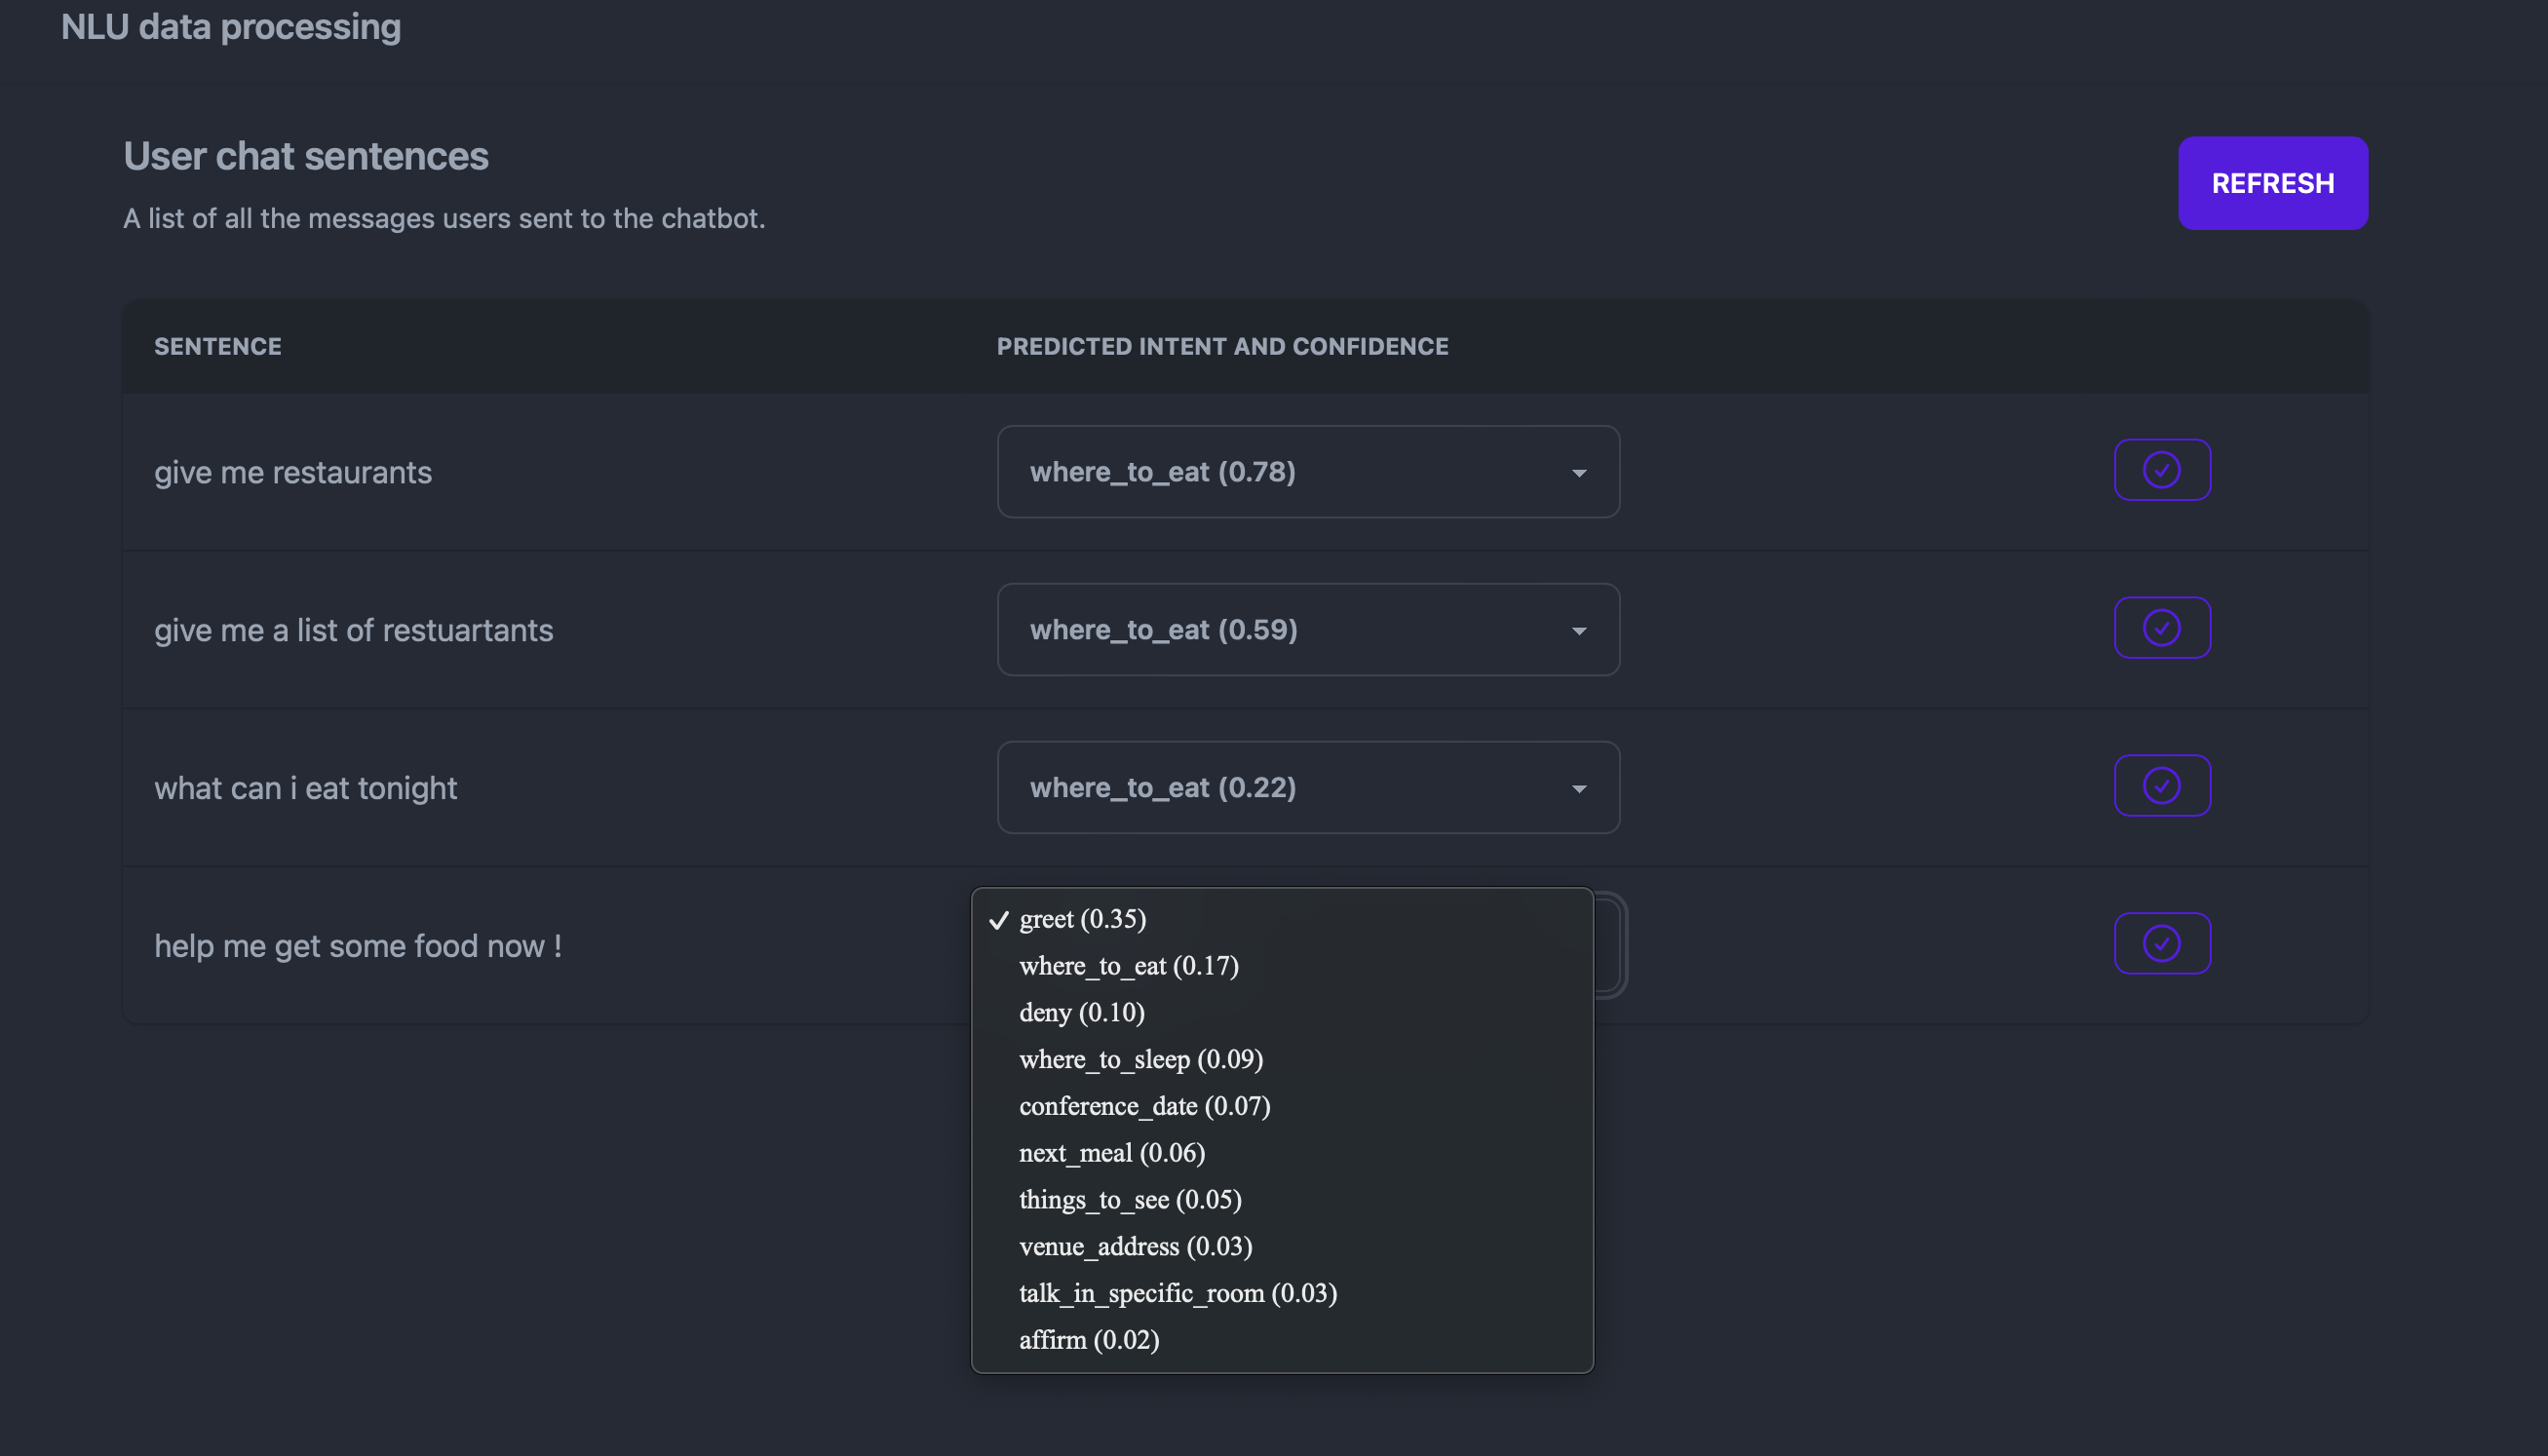 NLU data processing
User chat sentences
REFRESH
A list of all the messages users sent to the chatbot.
SENTENCE PREDICTED INTENT AND CONFIDENCE
give me restaurants where_to_eat (0.78)
give me a list of restuartants where_to_eat (0.59)
what can i eat tonight where_to_eat (0.22)
help me get some food now !
greet (0.35)
where_to_eat (0.17)
deny (0.10)
where_to_sleep (0.09)
conference_date (0.07)
next_meal (0.06)
things_to_see (0.05)
venue_address (0.03)
talk_in_specific_room (0.03)
affirm (0.02)